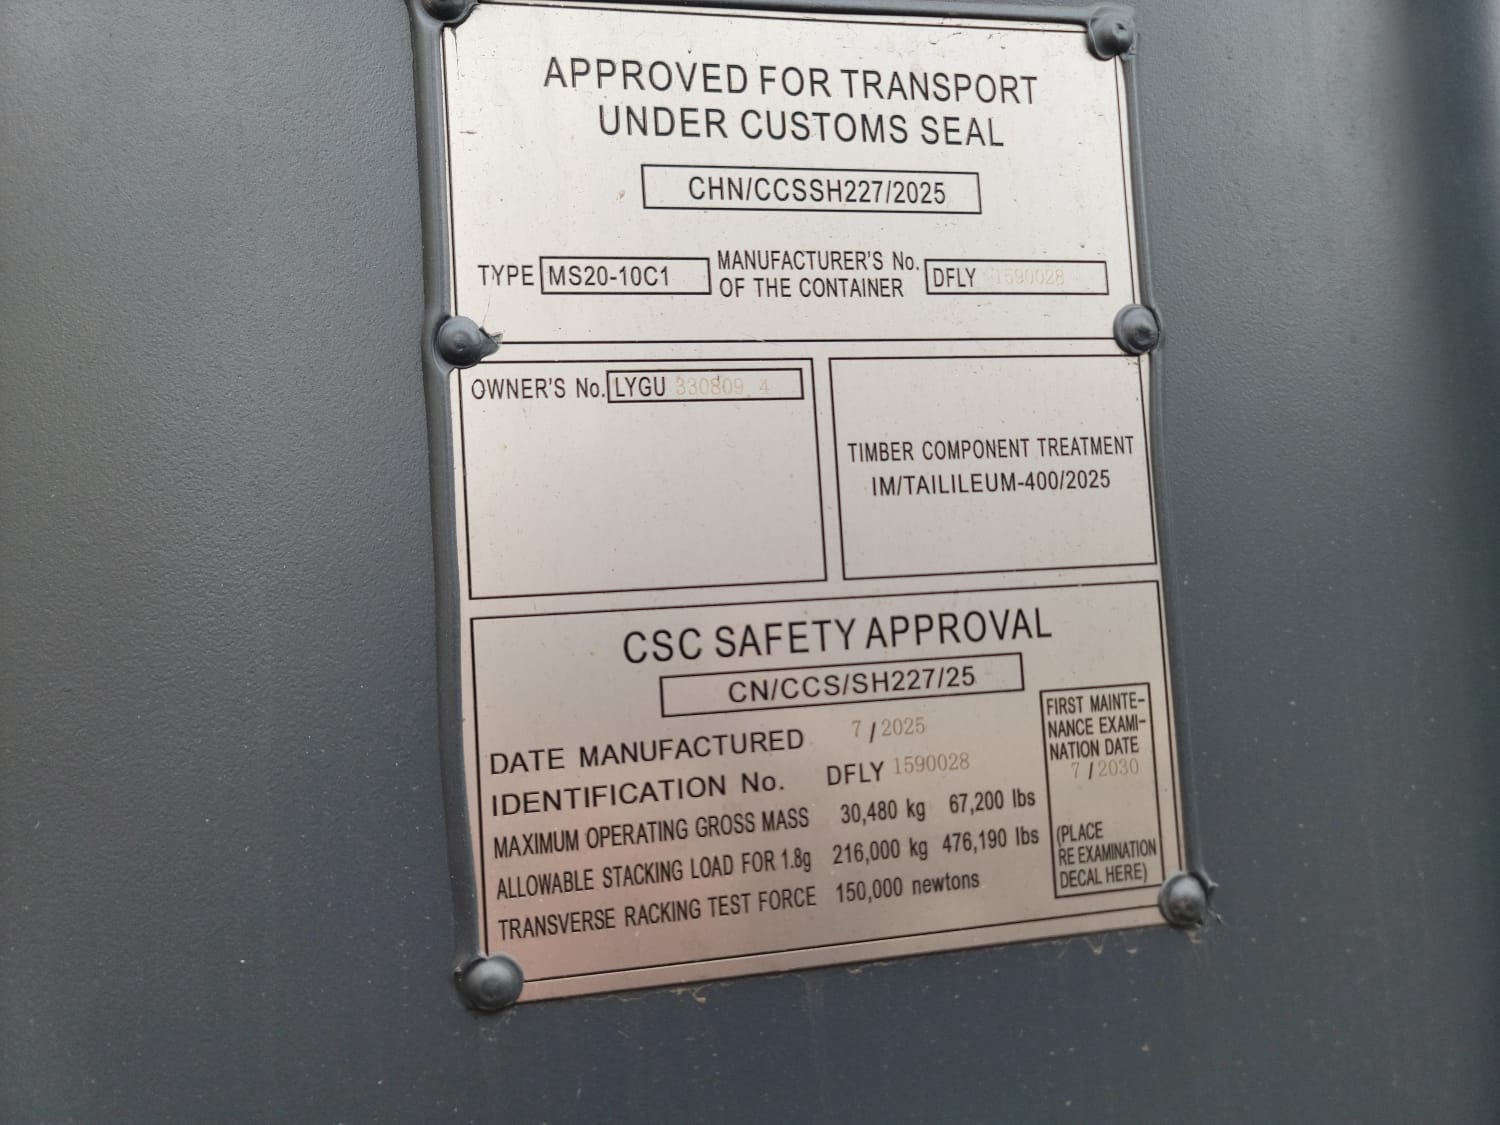 APPROVED FOR TRANSPORT
UNDER CUSTOMS SEAL
CHN/CCSSH227/2025
TYPE MS20-10C1
MANUFACTURER'S No.
OF THE CONTAINER
DFLY 1590028
OWNER'S No. LYGU 330809 4
TIMBER COMPONENT TREATMENT
IM/TAILILEUM-400/2025
CSC SAFETY APPROVAL
CN/CCS/SH227/25
DATE MANUFACTURED 7 / 2025
IDENTIFICATION No. DFLY 1590028
MAXIMUM OPERATING GROSS MASS 30,480 kg 67,200 lbs
ALLOWABLE STACKING LOAD FOR 1.8g 216,000 kg 476,190 lbs
TRANSVERSE RACKING TEST FORCE 150,000 newtons
FIRST MAINTE-
NANCE EXAMI-
NATION DATE
7 / 2030
(PLACE
RE EXAMINATION
DECAL HERE)